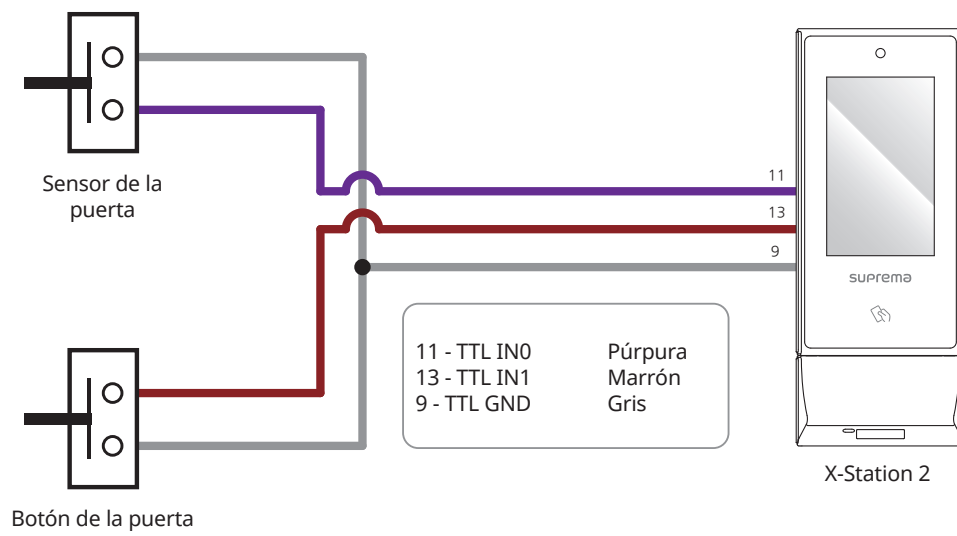 Sensor de la
puerta
11
13
9
suprema
11 - TTL IN0 Púrpura
13 - TTL IN1 Marrón
9 - TTL GND Gris
X-Station 2
Botón de la puerta